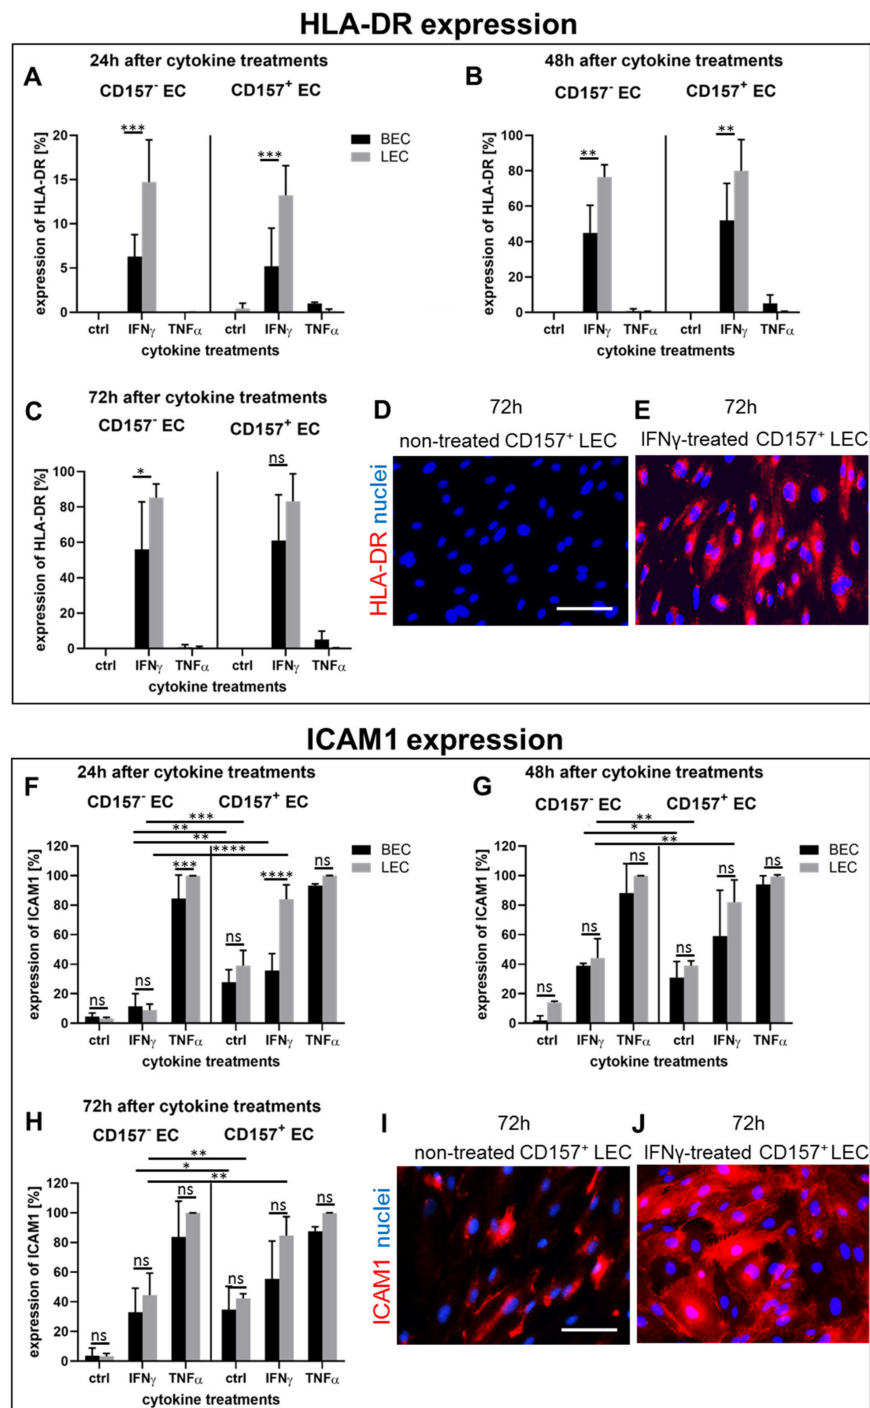 HLA-DR expression
A
24h after cytokine treatments
CD157⁻ EC CD157⁺ EC
expression of HLA-DR [%]
20
15
10
5
0
*** ***
ctrl IFNγ TNFα ctrl IFNγ TNFα
cytokine treatments
BEC
LEC
B
48h after cytokine treatments
CD157⁻ EC CD157⁺ EC
expression of HLA-DR [%]
100
80
60
40
20
0
** **
ctrl IFNγ TNFα ctrl IFNγ TNFα
cytokine treatments
C
72h after cytokine treatments
CD157⁻ EC CD157⁺ EC
expression of HLA-DR [%]
100
80
60
40
20
0
* ns
ctrl IFNγ TNFα ctrl IFNγ TNFα
cytokine treatments
D
72h
non-treated CD157⁺ LEC
HLA-DR nuclei
E
72h
IFNγ-treated CD157⁺ LEC
ICAM1 expression
F
24h after cytokine treatments
CD157⁻ EC CD157⁺ EC
***
**
**
****
expression of ICAM1 [%]
120
100
80
60
40
20
0
ns ns *** ns **** ns
ctrl IFNγ TNFα ctrl IFNγ TNFα
cytokine treatments
G
48h after cytokine treatments
CD157⁻ EC CD157⁺ EC
**
*
**
expression of ICAM1 [%]
120
100
80
60
40
20
0
ns ns ns ns ns ns
ctrl IFNγ TNFα ctrl IFNγ TNFα
cytokine treatments
BEC
LEC
H
72h after cytokine treatments
CD157⁻ EC CD157⁺ EC
**
*
**
expression of ICAM1 [%]
120
100
80
60
40
20
0
ns ns ns ns ns ns
ctrl IFNγ TNFα ctrl IFNγ TNFα
cytokine treatments
I
72h
non-treated CD157⁺ LEC
ICAM1 nuclei
J
72h
IFNγ-treated CD157⁺ LEC